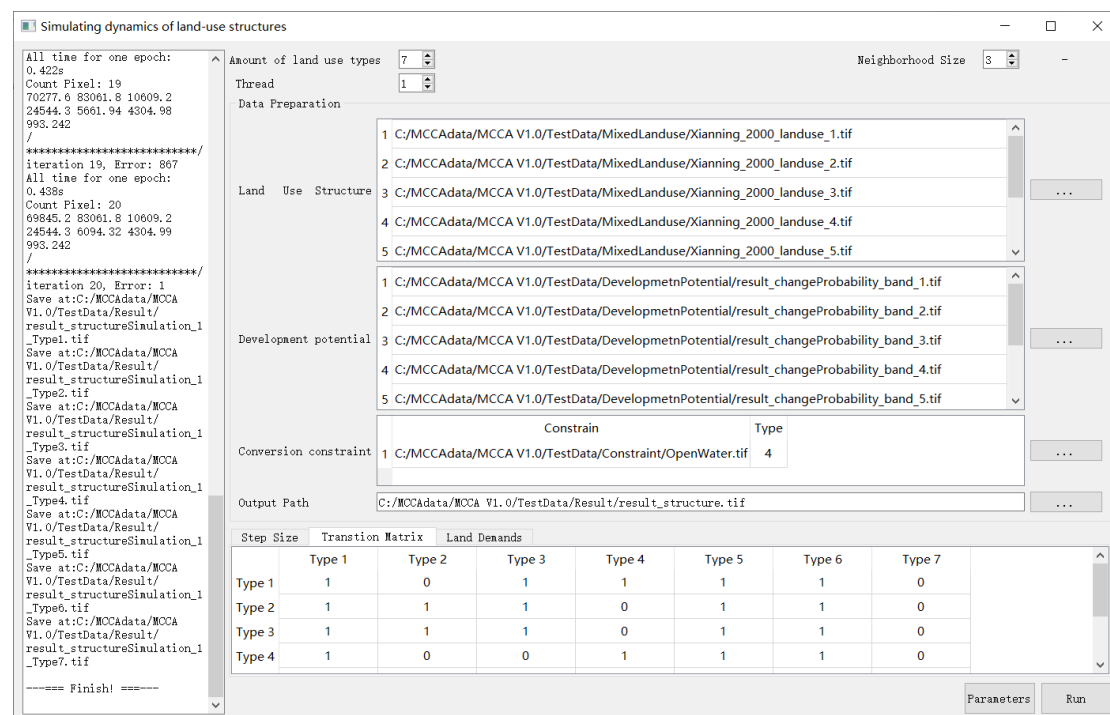 Simulating dynamics of land-use structures
All time for one epoch:
0.422s
Count Pixel: 19
70277.6 83061.8 10609.2
24544.3 5661.94 4304.98
993.242
/
***************************/
iteration 19, Error: 867
All time for one epoch:
0.438s
Count Pixel: 20
69845.2 83061.8 10609.2
24544.3 6094.32 4304.99
993.242
/
***************************/
iteration 20, Error: 1
Save at:C:/MCCAdata/MCCA
V1.0/TestData/Result/
result_structureSimulation_1
_Type1.tif
Save at:C:/MCCAdata/MCCA
V1.0/TestData/Result/
result_structureSimulation_1
_Type2.tif
Save at:C:/MCCAdata/MCCA
V1.0/TestData/Result/
result_structureSimulation_1
_Type3.tif
Save at:C:/MCCAdata/MCCA
V1.0/TestData/Result/
result_structureSimulation_1
_Type4.tif
Save at:C:/MCCAdata/MCCA
V1.0/TestData/Result/
result_structureSimulation_1
_Type5.tif
Save at:C:/MCCAdata/MCCA
V1.0/TestData/Result/
result_structureSimulation_1
_Type6.tif
Save at:C:/MCCAdata/MCCA
V1.0/TestData/Result/
result_structureSimulation_1
_Type7.tif
---=== Finish! ===---
Amount of land use types 7 Neighborhood Size 3 -
Thread 1
Data Preparation
Land Use Structure
1 C:/MCCAdata/MCCA V1.0/TestData/MixedLanduse/Xianning_2000_landuse_1.tif
2 C:/MCCAdata/MCCA V1.0/TestData/MixedLanduse/Xianning_2000_landuse_2.tif
3 C:/MCCAdata/MCCA V1.0/TestData/MixedLanduse/Xianning_2000_landuse_3.tif
4 C:/MCCAdata/MCCA V1.0/TestData/MixedLanduse/Xianning_2000_landuse_4.tif
5 C:/MCCAdata/MCCA V1.0/TestData/MixedLanduse/Xianning_2000_landuse_5.tif
...
Development potential
1 C:/MCCAdata/MCCA V1.0/TestData/DevelopmetnPotential/result_changeProbability_band_1.tif
2 C:/MCCAdata/MCCA V1.0/TestData/DevelopmetnPotential/result_changeProbability_band_2.tif
3 C:/MCCAdata/MCCA V1.0/TestData/DevelopmetnPotential/result_changeProbability_band_3.tif
4 C:/MCCAdata/MCCA V1.0/TestData/DevelopmetnPotential/result_changeProbability_band_4.tif
5 C:/MCCAdata/MCCA V1.0/TestData/DevelopmetnPotential/result_changeProbability_band_5.tif
...
Conversion constraint
Constrain Type
1 C:/MCCAdata/MCCA V1.0/TestData/Constraint/OpenWater.tif 4
...
Output Path C:/MCCAdata/MCCA V1.0/TestData/Result/result_structure.tif ...
Step Size Transtion Matrix Land Demands
Type 1 Type 2 Type 3 Type 4 Type 5 Type 6 Type 7
Type 1 1 0 1 1 1 1 0
Type 2 1 1 1 0 1 1 0
Type 3 1 1 1 0 1 1 0
Type 4 1 0 0 1 1 1 0
Parameters Run